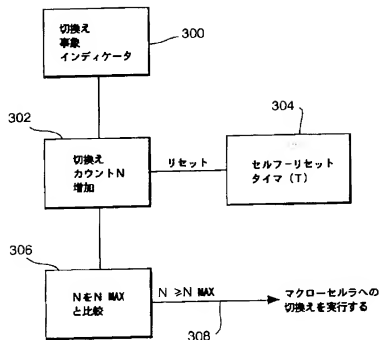 切換え
事象
インディケータ
300
302
切換え
カウントN
増加
リセット
304
セルフーリセット
タイマ（T）
306
NをN MAX
と比較
N ≥N MAX
308
マクローセルラへの
切換えを実行する